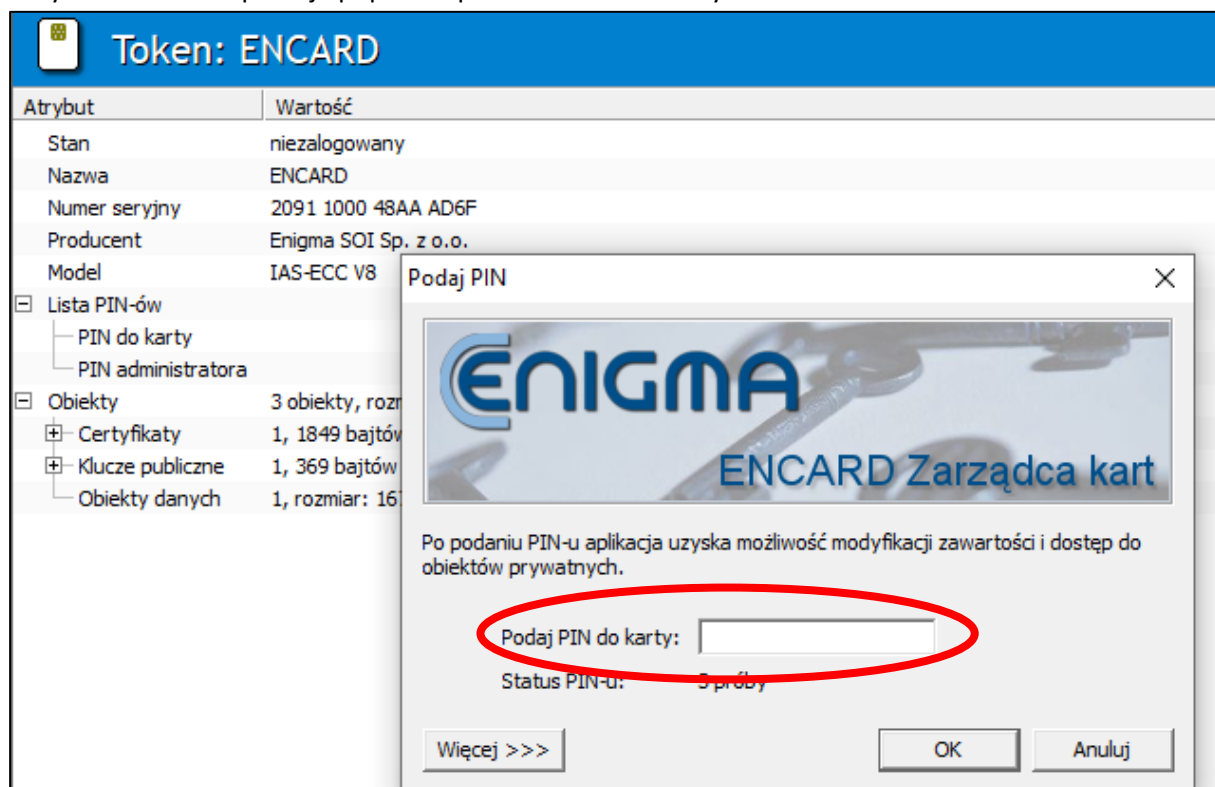 Token: ENCARD
Atrybut Wartość
Stan niezalogowany
Nazwa ENCARD
Numer seryjny 2091 1000 48AA AD6F
Producent Enigma SOI Sp. z o.o.
Model IAS-ECC V8
Lista PIN-ów
PIN do karty
PIN administratora
Obiekty 3 obiekty,
Certyfikaty 1, 1849 bajtów
Klucze publiczne 1, 369 bajtów
Obiekty danych 1, rozmiar:
Podaj PIN
ENIGMA
ENCARD Zarządca kart
Po podaniu PIN-u aplikacja uzyska możliwość modyfikacji zawartości i dostęp do
obiektów prywatnych.
Podaj PIN do karty:
Status PIN-u: próby
Więcej >>> OK Anuluj